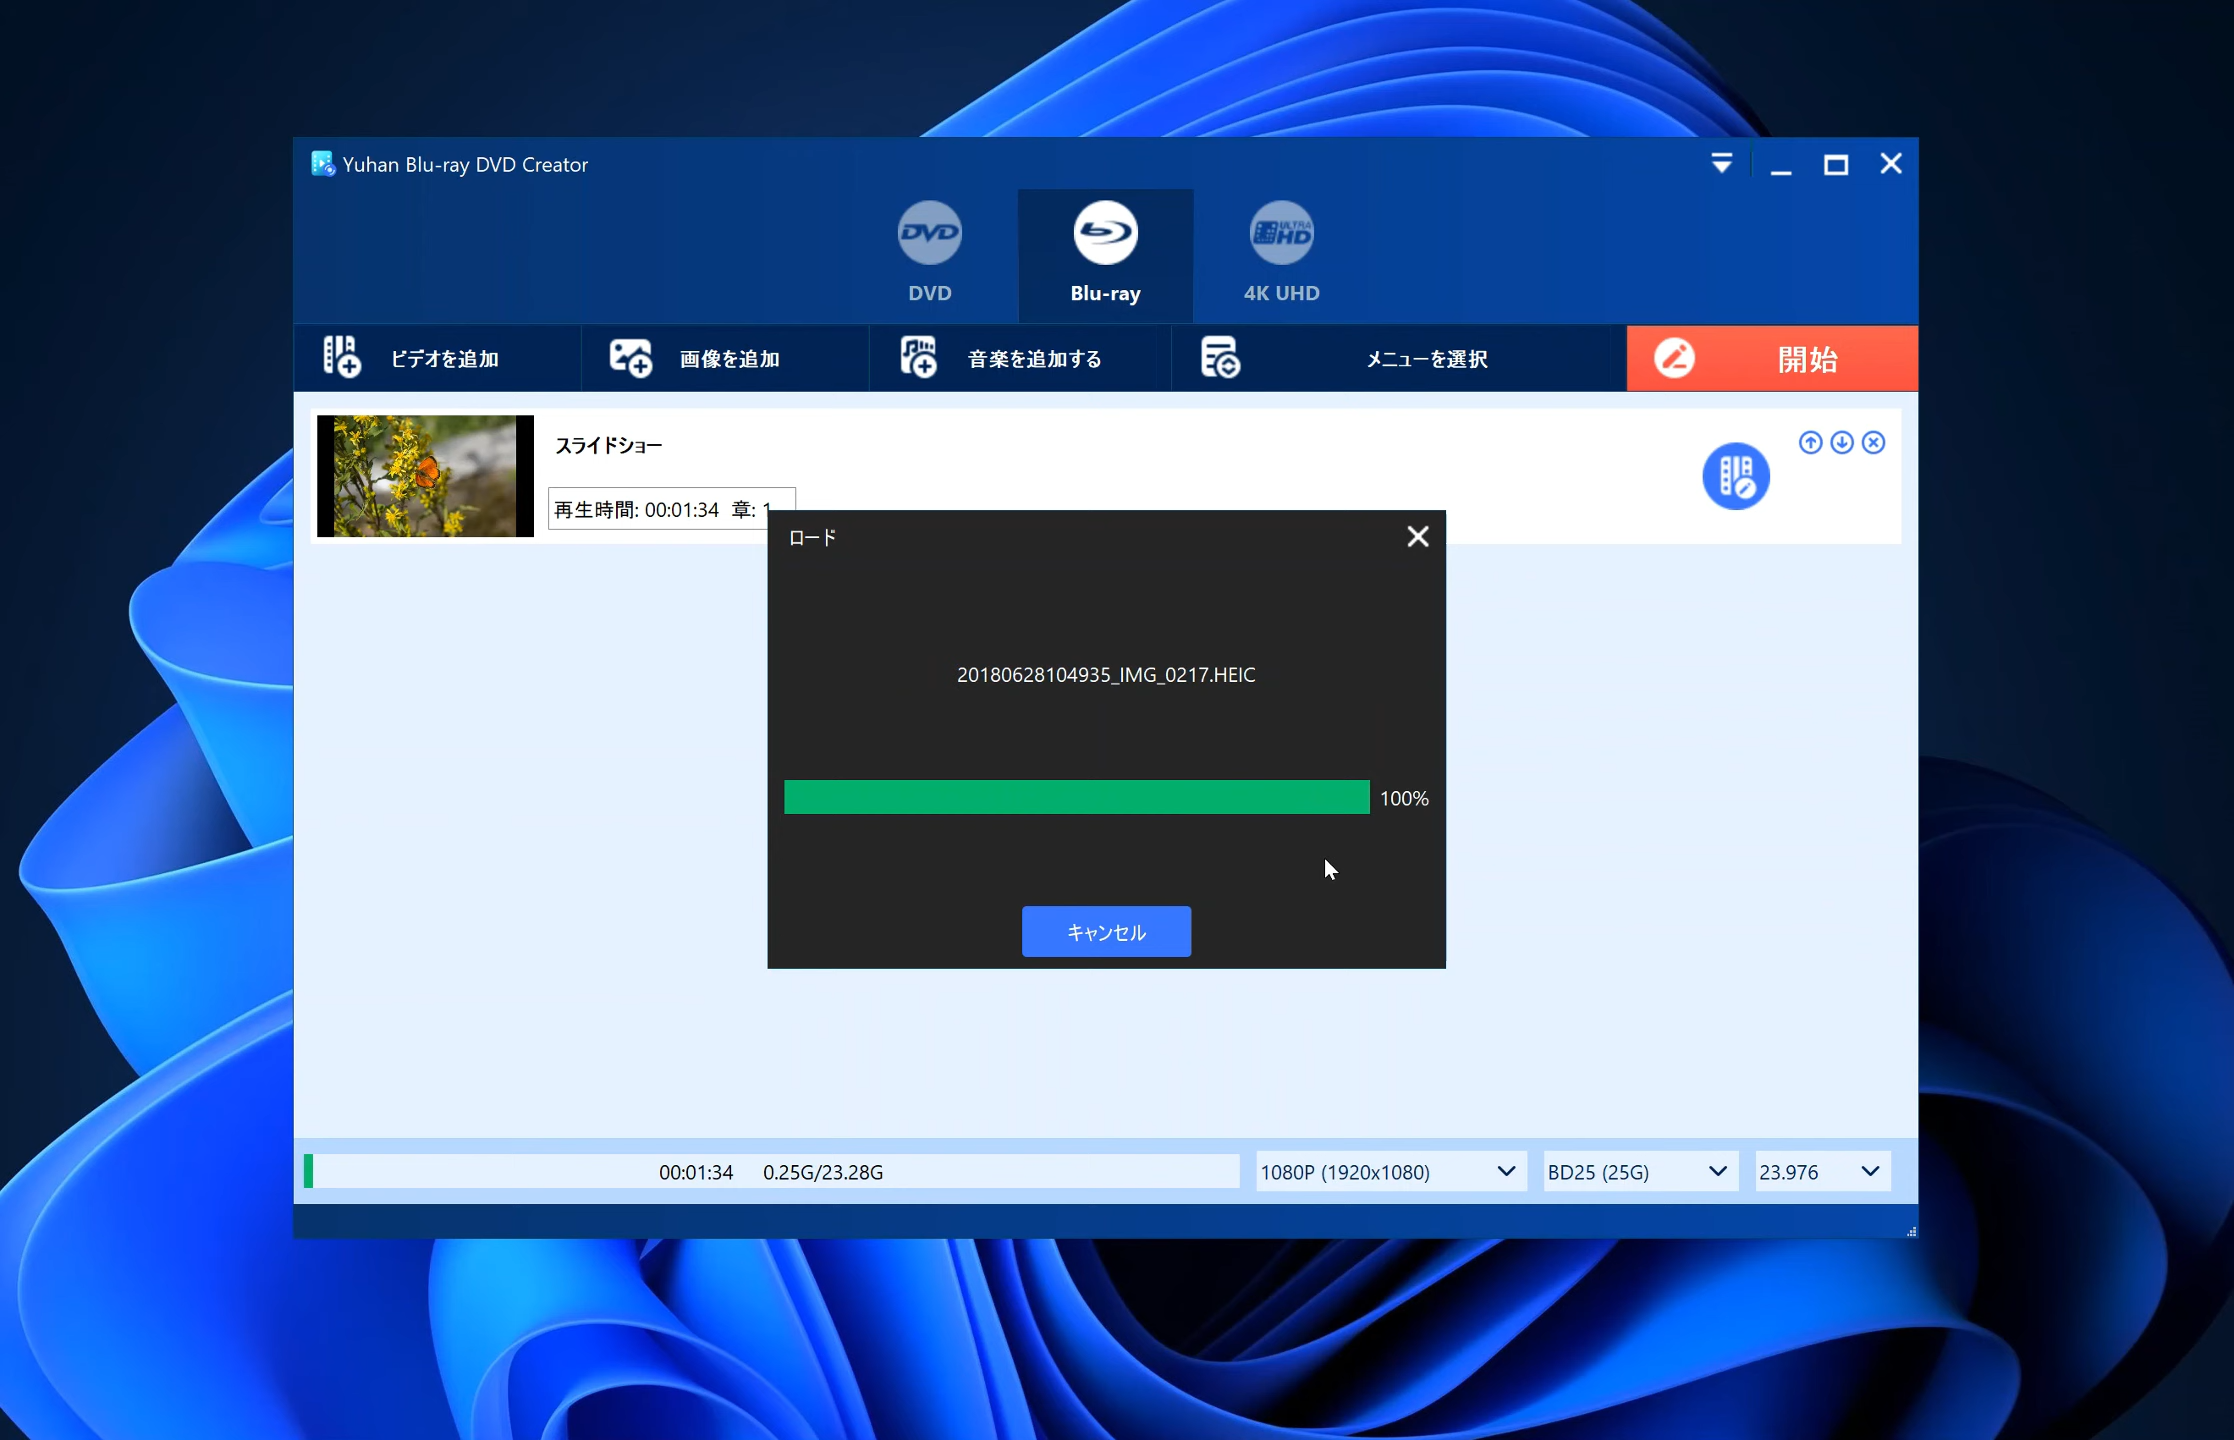 Yuhan Blu-ray DVD Creator
DVD
ULTRA HD
DVD
Blu-ray
4K UHD
ビデオを追加
画像を追加
音楽を追加する
メニューを選択
開始
スライドショー
再生時間: 00:01:34 章: 1
ロード
20180628104935_IMG_0217.HEIC
100%
キャンセル
00:01:34 0.25G/23.28G
1080P (1920x1080)
BD25 (25G)
23.976